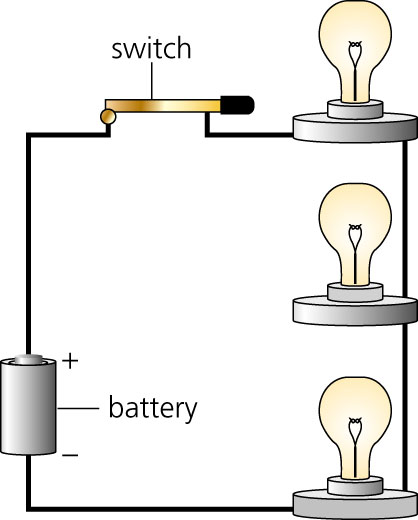 switch
+
battery
–